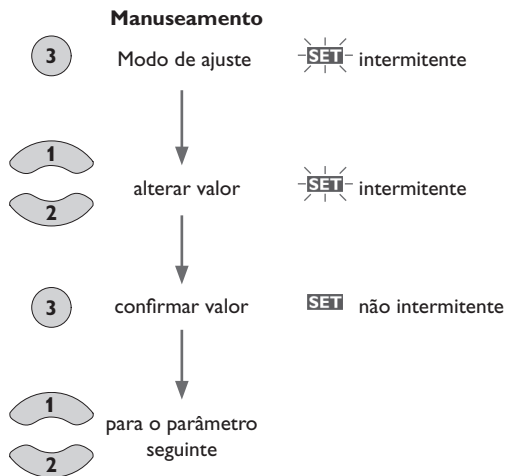 Manuseamento
3 Modo de ajuste SET intermitente
1
alterar valor SET intermitente
2
3 confirmar valor SET não intermitente
1
para o parâmetro
seguinte
2